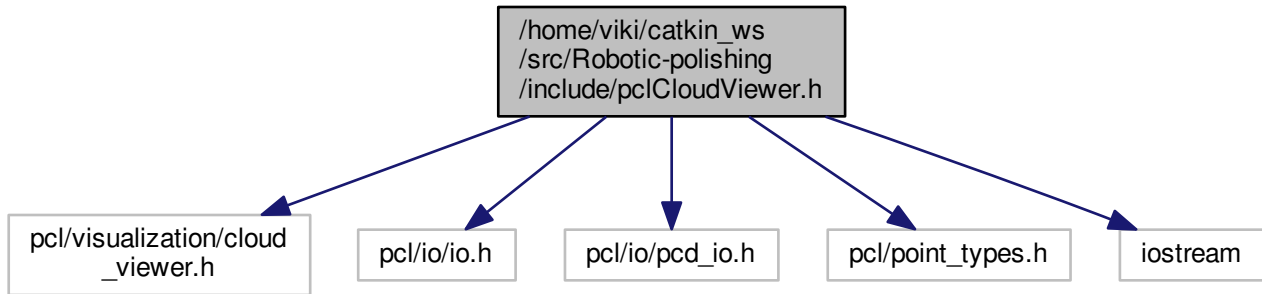 /home/viki/catkin_ws
/src/Robotic-polishing
/include/pclCloudViewer.h
pcl/visualization/cloud
_viewer.h
pcl/io/io.h
pcl/io/pcd_io.h
pcl/point_types.h
iostream